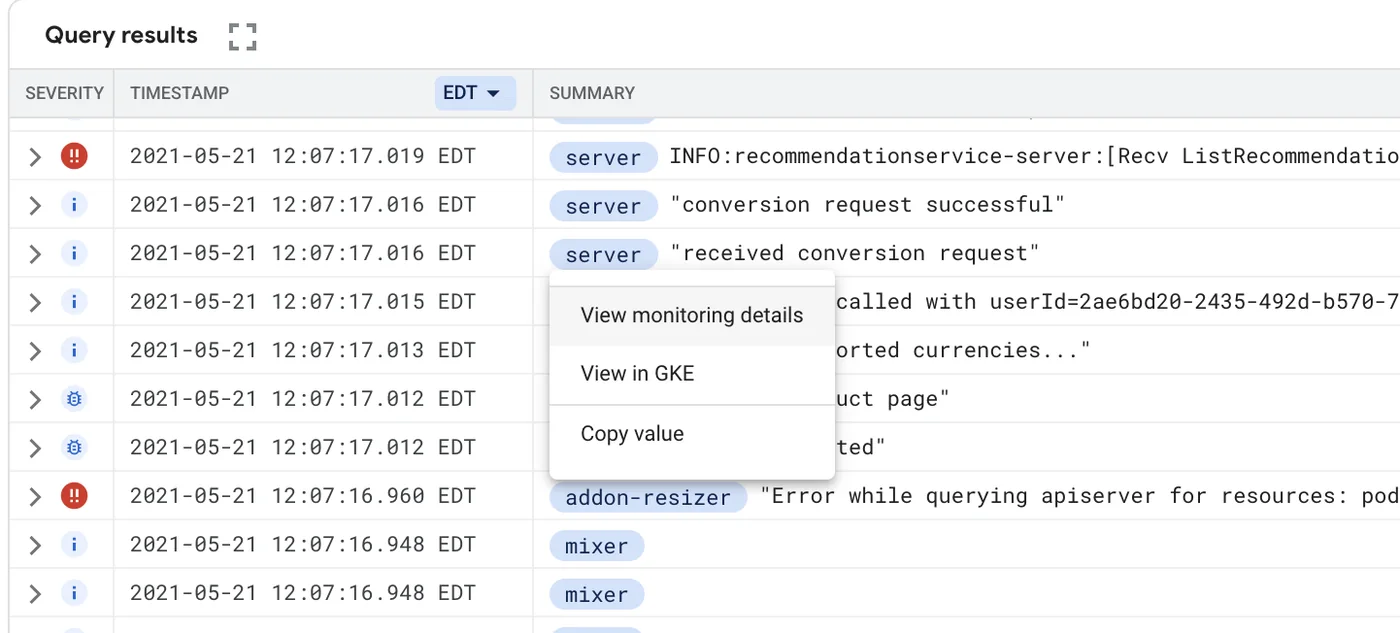 Query results
SEVERITY TIMESTAMP EDT SUMMARY
!! 2021-05-21 12:07:17.019 EDT server INFO:recommendationservice-server:[Recv ListRecommendatio
i 2021-05-21 12:07:17.016 EDT server "conversion request successful"
i 2021-05-21 12:07:17.016 EDT server "received conversion request"
i 2021-05-21 12:07:17.015 EDT called with userId=2ae6bd20-2435-492d-b570-7
View monitoring details
i 2021-05-21 12:07:17.013 EDT orted currencies..."
View in GKE
2021-05-21 12:07:17.012 EDT uct page"
Copy value
2021-05-21 12:07:17.012 EDT ted"
!! 2021-05-21 12:07:16.960 EDT addon-resizer "Error while querying apiserver for resources: pod
i 2021-05-21 12:07:16.948 EDT mixer
i 2021-05-21 12:07:16.948 EDT mixer